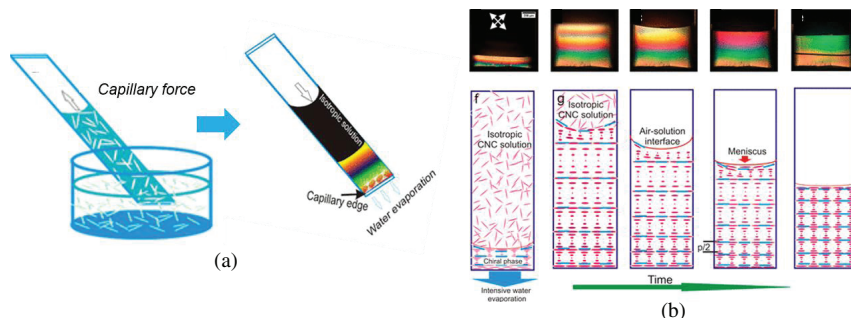 Capillary force
Isotropic solution
Capillary edge
Water evaporation
(a)
f
Isotropic
CNC solution
Chiral phase
Intensive water
evaporation
g
Isotropic
CNC solution
Air-solution
interface
Meniscus
p/2
Time
(b)